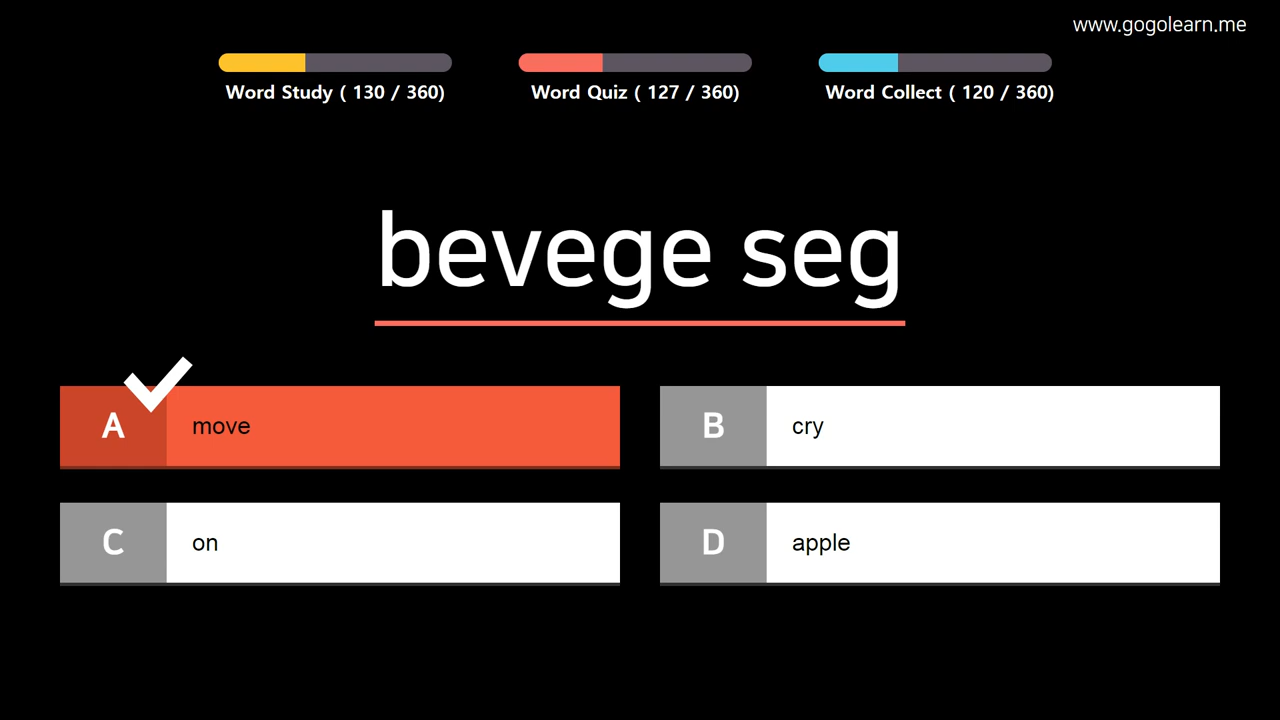 www.gogolearn.me
Word Study ( 130 / 360)
Word Quiz ( 127 / 360)
Word Collect ( 120 / 360)
bevege seg
A move
B cry
C on
D apple